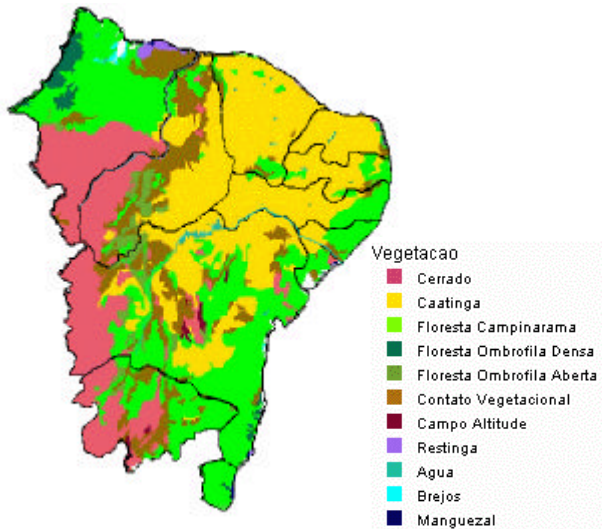 Vegetacao
Cerrado
Caatinga
Floresta Campinarama
Floresta Ombrofila Densa
Floresta Ombrofila Aberta
Contato Vegetacional
Campo Altitude
Restinga
Agua
Brejos
Manguezal